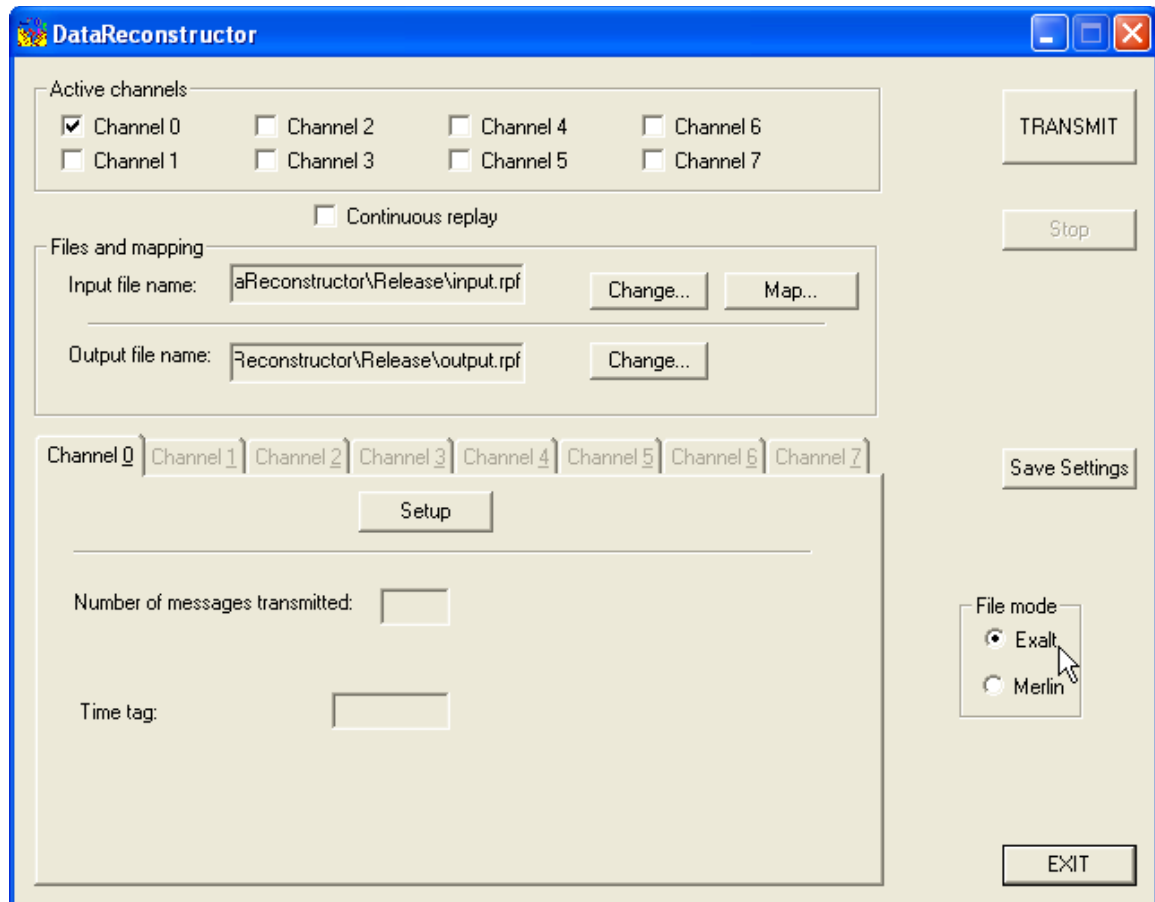 DataReconstructor
Active channels
Channel 0
Channel 2
Channel 4
Channel 6
Channel 1
Channel 3
Channel 5
Channel 7
TRANSMIT
Continuous replay
Stop
Files and mapping
Input file name:
aReconstructor\Release\input.rpf
Change...
Map...
Output file name:
Reconstructor\Release\output.rpf
Change...
Channel 0
Channel 1
Channel 2
Channel 3
Channel 4
Channel 5
Channel 6
Channel 7
Save Settings
Setup
Number of messages transmitted:
File mode
Exalt
Merlin
Time tag:
EXIT